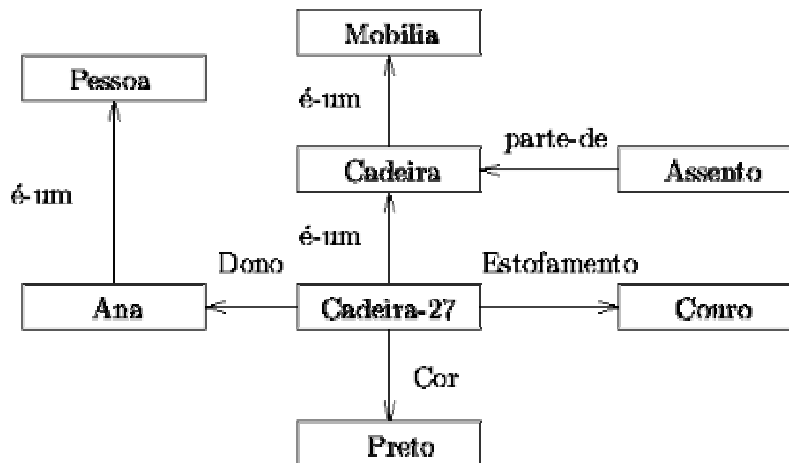 Mobília
Pessoa
é-um
parte-de
Cadeira
Assento
é-um
é-um
Dono
Estofamento
Ana
Cadeira-27
Couro
Cor
Preto